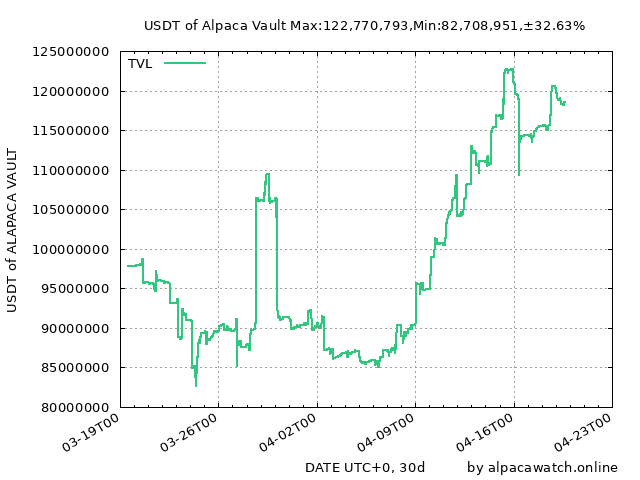 USDT of Alpaca Vault Max:122,770,793,Min:82,708,951,±32.63%
TVL
USDT of ALAPACA VAULT
125000000
120000000
115000000
110000000
105000000
100000000
95000000
90000000
85000000
80000000
03-19T00
03-26T00
04-02T00
04-09T00
04-16T00
04-23T00
DATE UTC+0, 30d
by alpacawatch.online